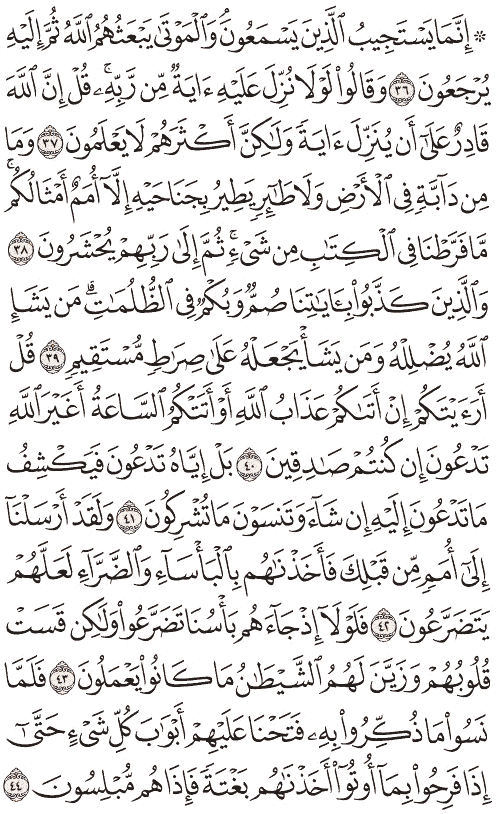 ۞ إِنَّمَا يَسْتَجِيبُ الَّذِينَ يَسْمَعُونَ ۘ وَالْمَوْتَىٰ يَبْعَثُهُمُ اللَّهُ ثُمَّ إِلَيْهِ
يُرْجَعُونَ ٣٦ وَقَالُوا لَوْلَا نُزِّلَ عَلَيْهِ ءَايَةٌ مِّن رَّبِّهِ ۚ قُلْ إِنَّ اللَّهَ
قَادِرٌ عَلَىٰ أَن يُنَزِّلَ ءَايَةً وَلَٰكِنَّ أَكْثَرَهُمْ لَا يَعْلَمُونَ ٣٧ وَمَا
مِن دَابَّةٍ فِي الْأَرْضِ وَلَا طَائِرٍ يَطِيرُ بِجَنَاحَيْهِ إِلَّا أُمَمٌ أَمْثَالُكُم ۚ
مَّا فَرَّطْنَا فِي الْكِتَابِ مِن شَيْءٍ ۚ ثُمَّ إِلَىٰ رَبِّهِمْ يُحْشَرُونَ ٣٨
وَالَّذِينَ كَذَّبُوا بِـَٔايَاتِنَا صُمٌّ وَبُكْمٌ فِي الظُّلُمَاتِ ۗ مَن يَشَإِ
اللَّهُ يُضْلِلْهُ وَمَن يَشَأْ يَجْعَلْهُ عَلَىٰ صِرَاطٍ مُّسْتَقِيمٍ ٣٩ قُلْ
أَرَءَيْتَكُمْ إِنْ أَتَاكُمْ عَذَابُ اللَّهِ أَوْ أَتَتْكُمُ السَّاعَةُ أَغَيْرَ اللَّهِ
تَدْعُونَ إِن كُنتُمْ صَادِقِينَ ٤٠ بَلْ إِيَّاهُ تَدْعُونَ فَيَكْشِفُ
مَا تَدْعُونَ إِلَيْهِ إِن شَاءَ وَتَنسَوْنَ مَا تُشْرِكُونَ ٤١ وَلَقَدْ أَرْسَلْنَا
إِلَىٰ أُمَمٍ مِّن قَبْلِكَ فَأَخَذْنَاهُم بِالْبَأْسَاءِ وَالضَّرَّاءِ لَعَلَّهُمْ
يَتَضَرَّعُونَ ٤٢ فَلَوْلَا إِذْ جَاءَهُم بَأْسُنَا تَضَرَّعُوا وَلَٰكِن قَسَتْ
قُلُوبُهُمْ وَزَيَّنَ لَهُمُ الشَّيْطَانُ مَا كَانُوا يَعْمَلُونَ ٤٣ فَلَمَّا
نَسُوا مَا ذُكِّرُوا بِهِ فَتَحْنَا عَلَيْهِمْ أَبْوَابَ كُلِّ شَيْءٍ حَتَّىٰ
إِذَا فَرِحُوا بِمَا أُوتُوا أَخَذْنَاهُم بَغْتَةً فَإِذَا هُم مُّبْلِسُونَ ٤٤